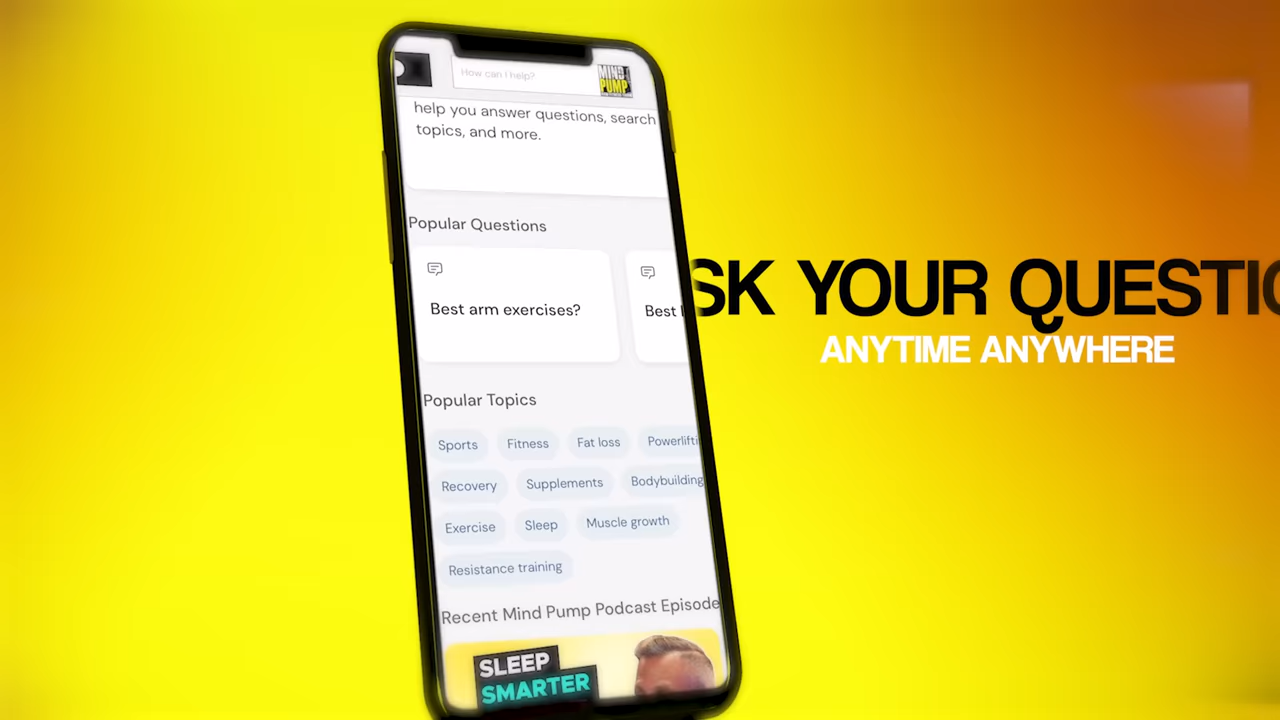 How can I help?
MIND
PUMP
help you answer questions, search
topics, and more.
Popular Questions
Best arm exercises?
Best
SK YOUR QUESTIO
ANYTIME ANYWHERE
Popular Topics
Sports Fitness Fat loss Powerlifti
Recovery Supplements Bodybuilding
Exercise Sleep Muscle growth
Resistance training
Recent Mind Pump Podcast Episode
SLEEP
SMARTER